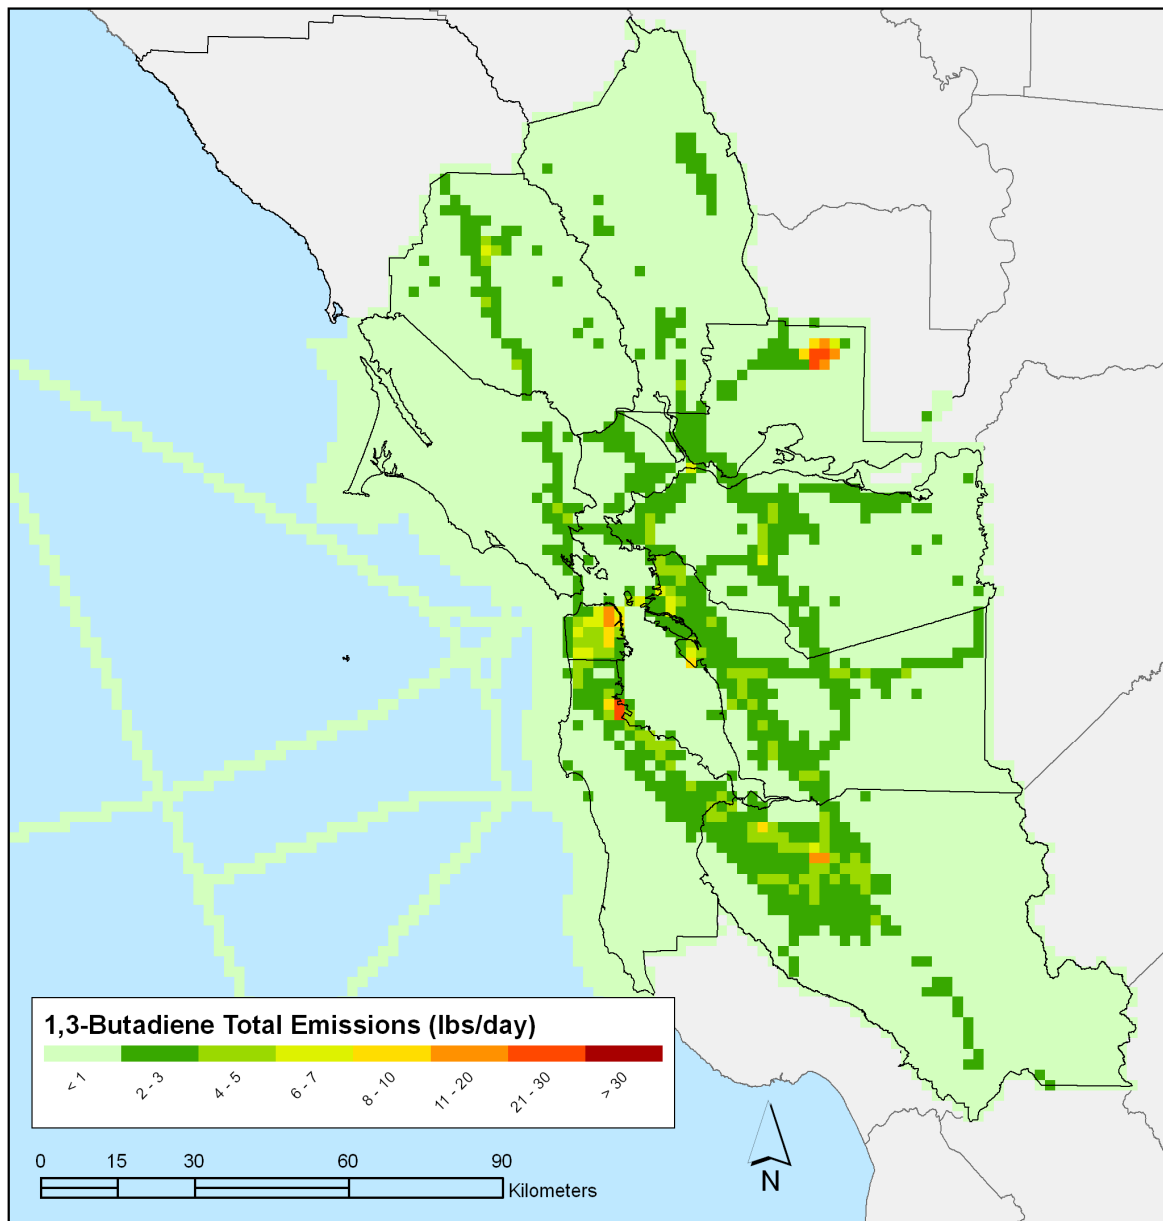 1,3-Butadiene Total Emissions (lbs/day)
< 1
2 - 3
4 - 5
6 - 7
8 - 10
11 - 20
21 - 30
> 30
0 15 30 60 90
Kilometers
N